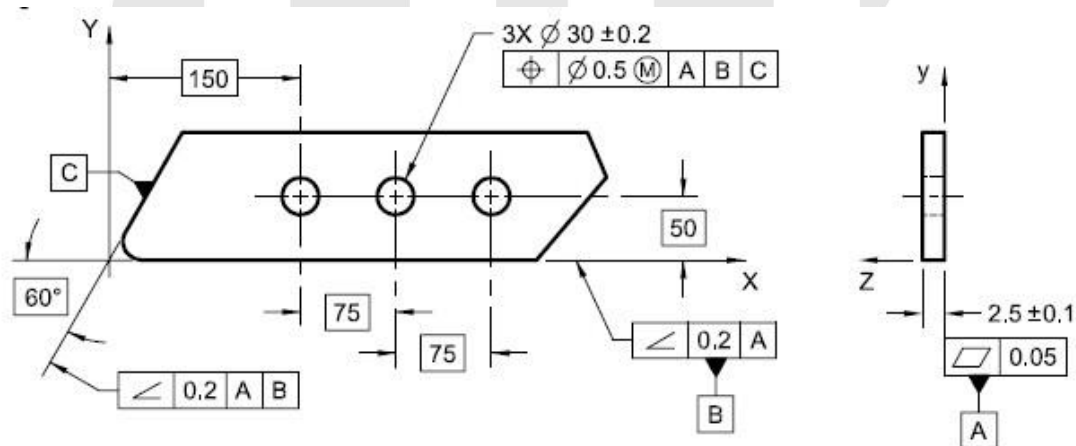 Y
3X ⌀ 30 ±0.2
⌖ ⌀ 0.5 Ⓜ A B C
150
y
C
50
X
Z
60°
75
2.5 ±0.1
∠ 0.2 A
⏥ 0.05
75
∠ 0.2 A B
B
A